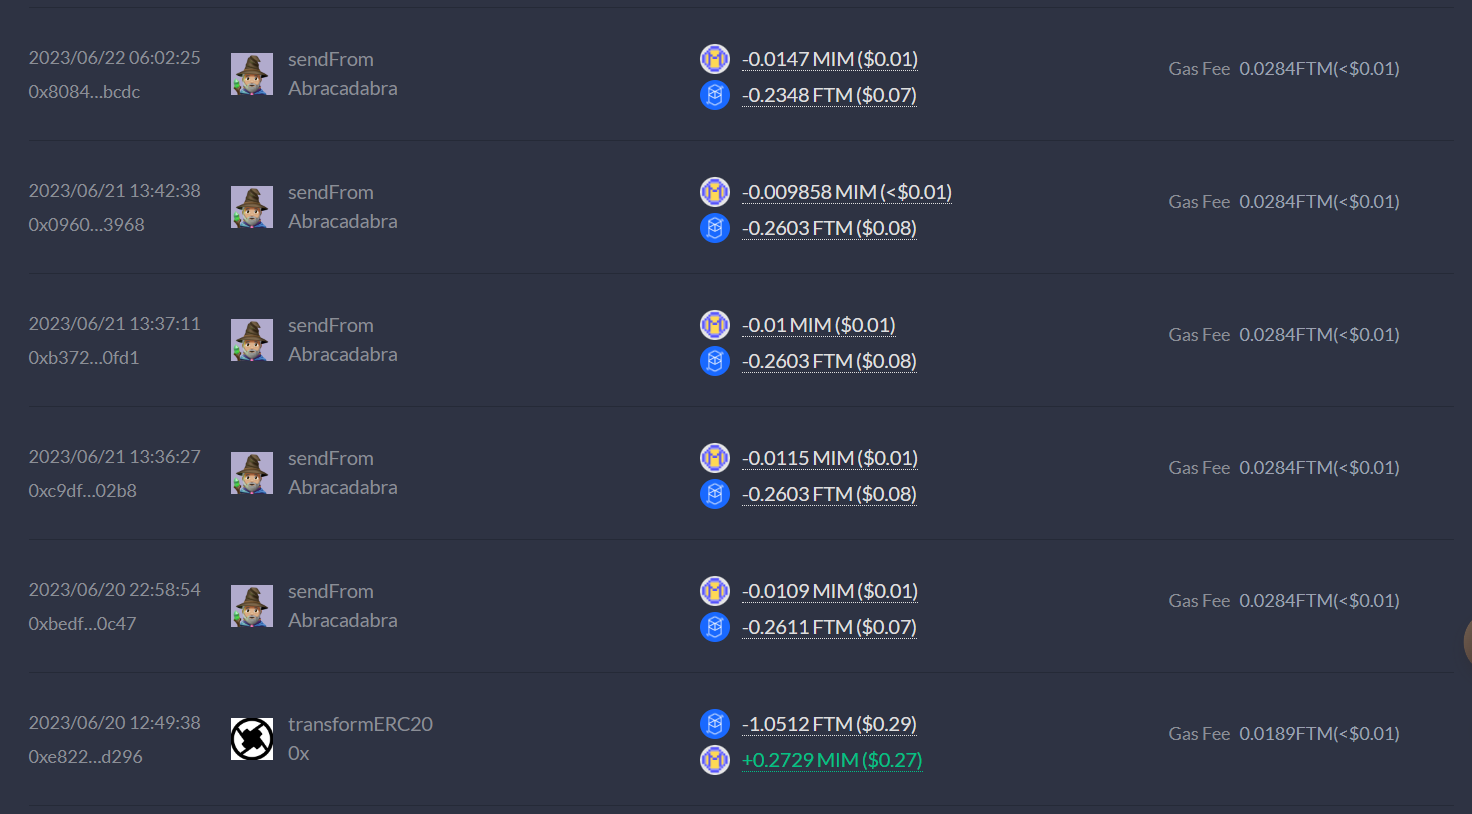 2023/06/22 06:02:25
0x8084...bcdc
sendFrom
Abracadabra
-0.0147 MIM ($0.01)
-0.2348 FTM ($0.07)
Gas Fee 0.0284FTM(<$0.01)
2023/06/21 13:42:38
0x0960...3968
sendFrom
Abracadabra
-0.009858 MIM (<$0.01)
-0.2603 FTM ($0.08)
Gas Fee 0.0284FTM(<$0.01)
2023/06/21 13:37:11
0xb372...0fd1
sendFrom
Abracadabra
-0.01 MIM ($0.01)
-0.2603 FTM ($0.08)
Gas Fee 0.0284FTM(<$0.01)
2023/06/21 13:36:27
0xc9df...02b8
sendFrom
Abracadabra
-0.0115 MIM ($0.01)
-0.2603 FTM ($0.08)
Gas Fee 0.0284FTM(<$0.01)
2023/06/20 22:58:54
0xbedf...0c47
sendFrom
Abracadabra
-0.0109 MIM ($0.01)
-0.2611 FTM ($0.07)
Gas Fee 0.0284FTM(<$0.01)
2023/06/20 12:49:38
0xe822...d296
transformERC20
0x
-1.0512 FTM ($0.29)
+0.2729 MIM ($0.27)
Gas Fee 0.0189FTM(<$0.01)